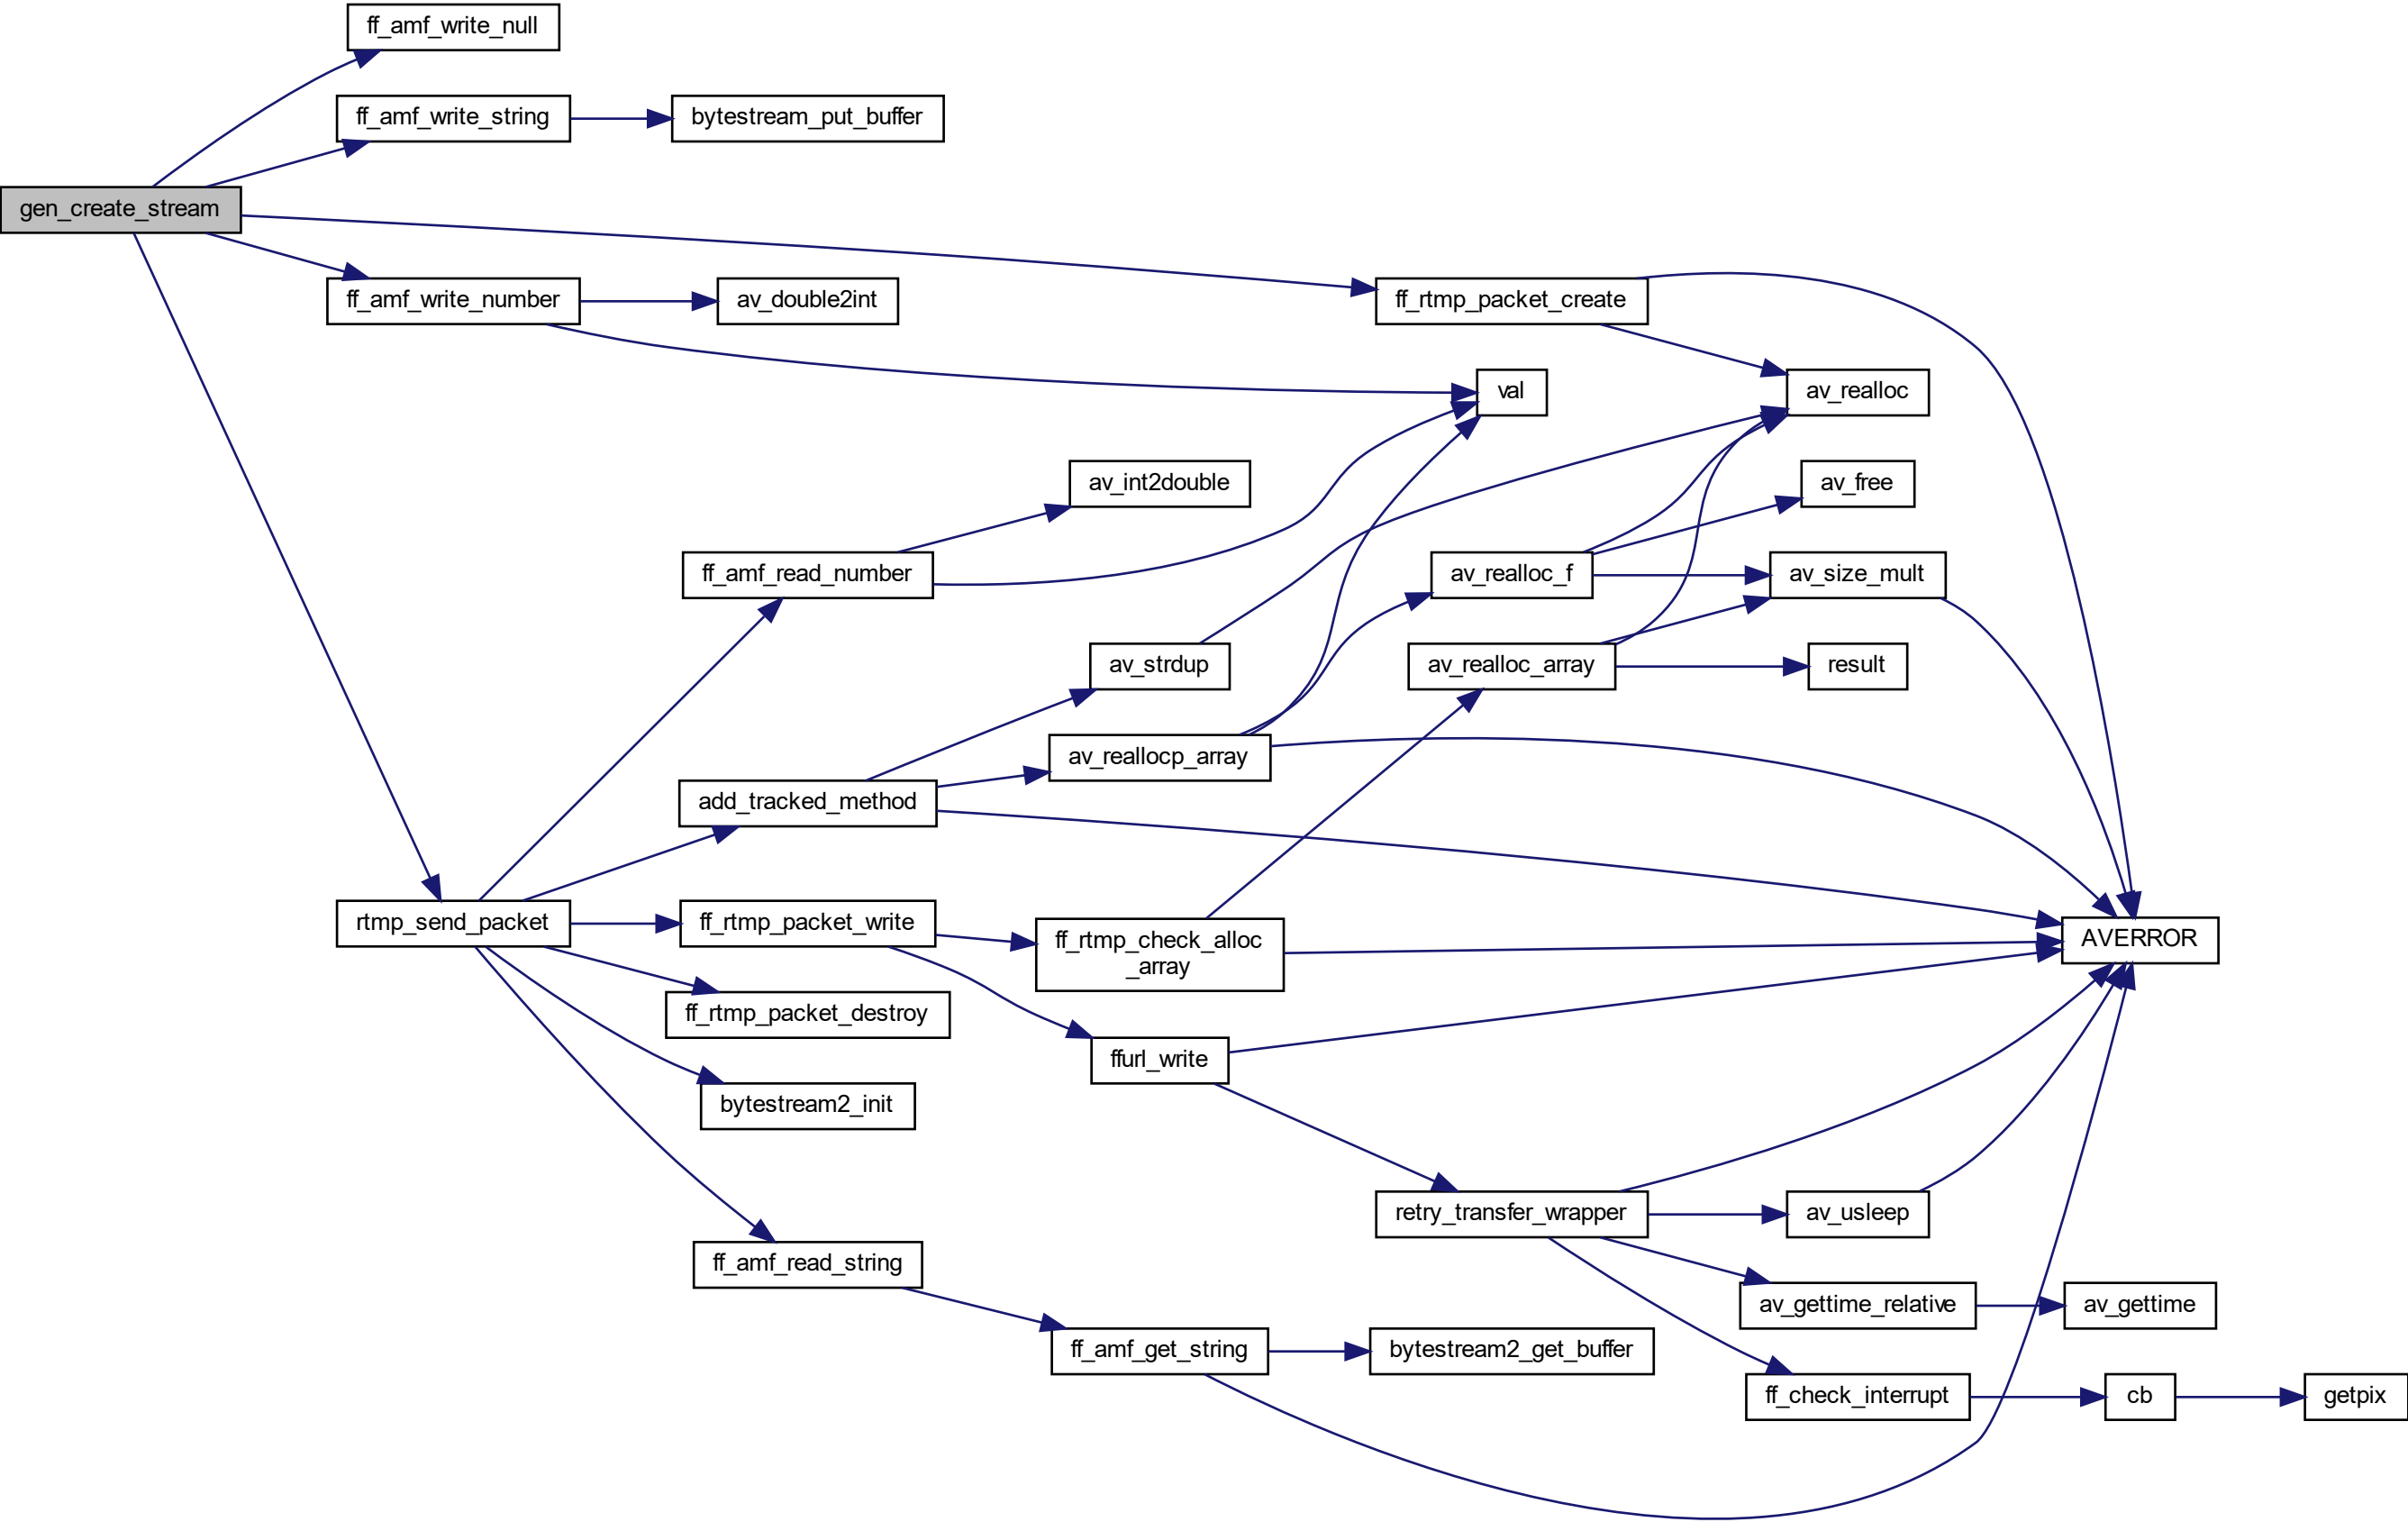 ff_amf_write_null
ff_amf_write_string
bytestream_put_buffer
gen_create_stream
ff_amf_write_number
av_double2int
ff_rtmp_packet_create
val
av_realloc
av_int2double
av_free
ff_amf_read_number
av_realloc_f
av_size_mult
av_strdup
av_realloc_array
result
av_reallocp_array
add_tracked_method
rtmp_send_packet
ff_rtmp_packet_write
ff_rtmp_check_alloc
_array
AVERROR
ff_rtmp_packet_destroy
ffurl_write
bytestream2_init
retry_transfer_wrapper
av_usleep
ff_amf_read_string
av_gettime_relative
av_gettime
ff_amf_get_string
bytestream2_get_buffer
ff_check_interrupt
cb
getpix